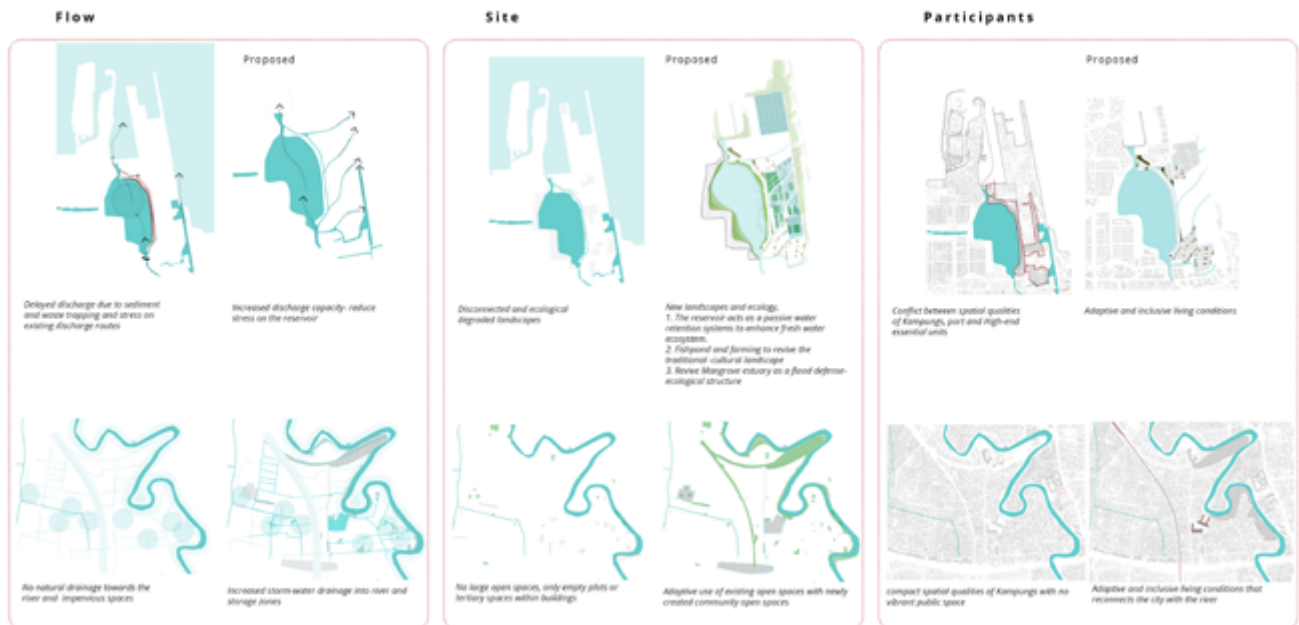 Flow
Site
Participants
Proposed
Proposed
Proposed
Delayed discharge due to sediment
and waste trapping and stress on
existing discharge routes
Increased discharge capacity- reduce
stress on the reservoir
Disconnected and ecological
degraded landscapes
New landscapes and ecology.
1. The reservoir acts as a passive water
retention systems to enhance fresh water
ecosystem.
2. Fishpond and farming to revive the
traditional -cultural landscape
3. Revive Mangrove estuary as a flood defense-
ecological structure
Conflict between spatial qualities
of Kampungs, port and high-end
essential units
Adaptive and inclusive living conditions
No natural drainage towards the
river and impervious spaces
Increased storm-water drainage into river and
storage zones
No large open spaces, only empty plots or
tertiary spaces within buildings
Adaptive use of existing open spaces with newly
created community open spaces
compact spatial qualities of Kampungs with no
vibrant public space
Adaptive and inclusive living conditions that
reconnects the city with the river